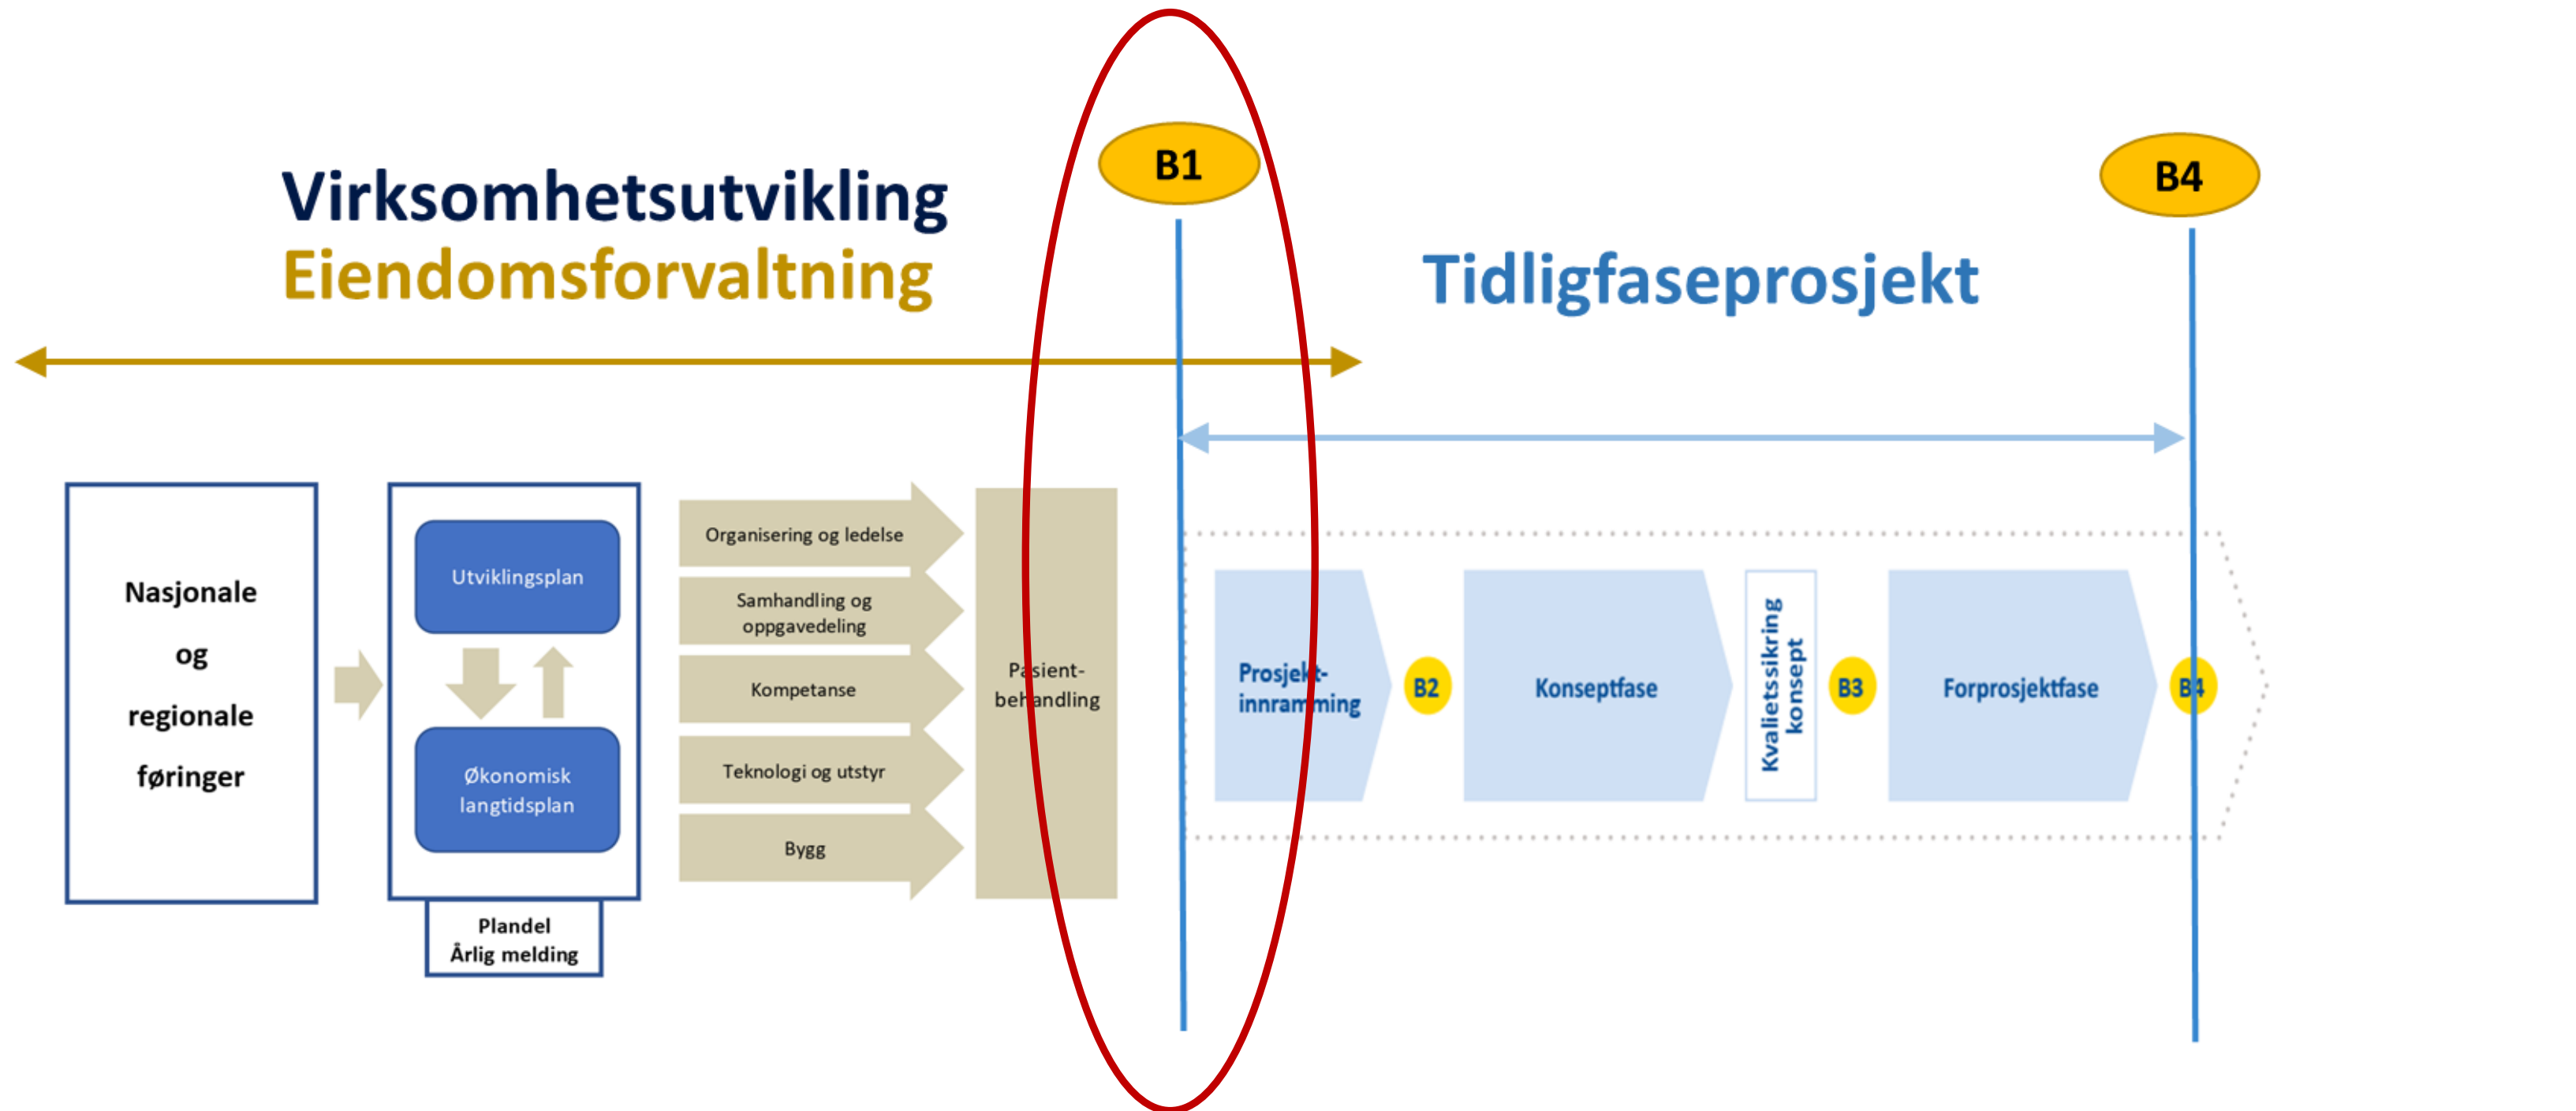 B1
B4
Virksomhetsutvikling
Eiendomsforvaltning
Tidligfaseprosjekt
Nasjonale
og
regionale
føringer
Utviklingsplan
Økonomisk
langtidsplan
Plandel
Årlig melding
Organisering og ledelse
Samhandling og
oppgavedeling
Kompetanse
Teknologi og utstyr
Bygg
Pasient-
behandling
Prosjekt-
innramming
B2
Konseptfase
Kvalietssikring
konsept
B3
Forprosjektfase
B4